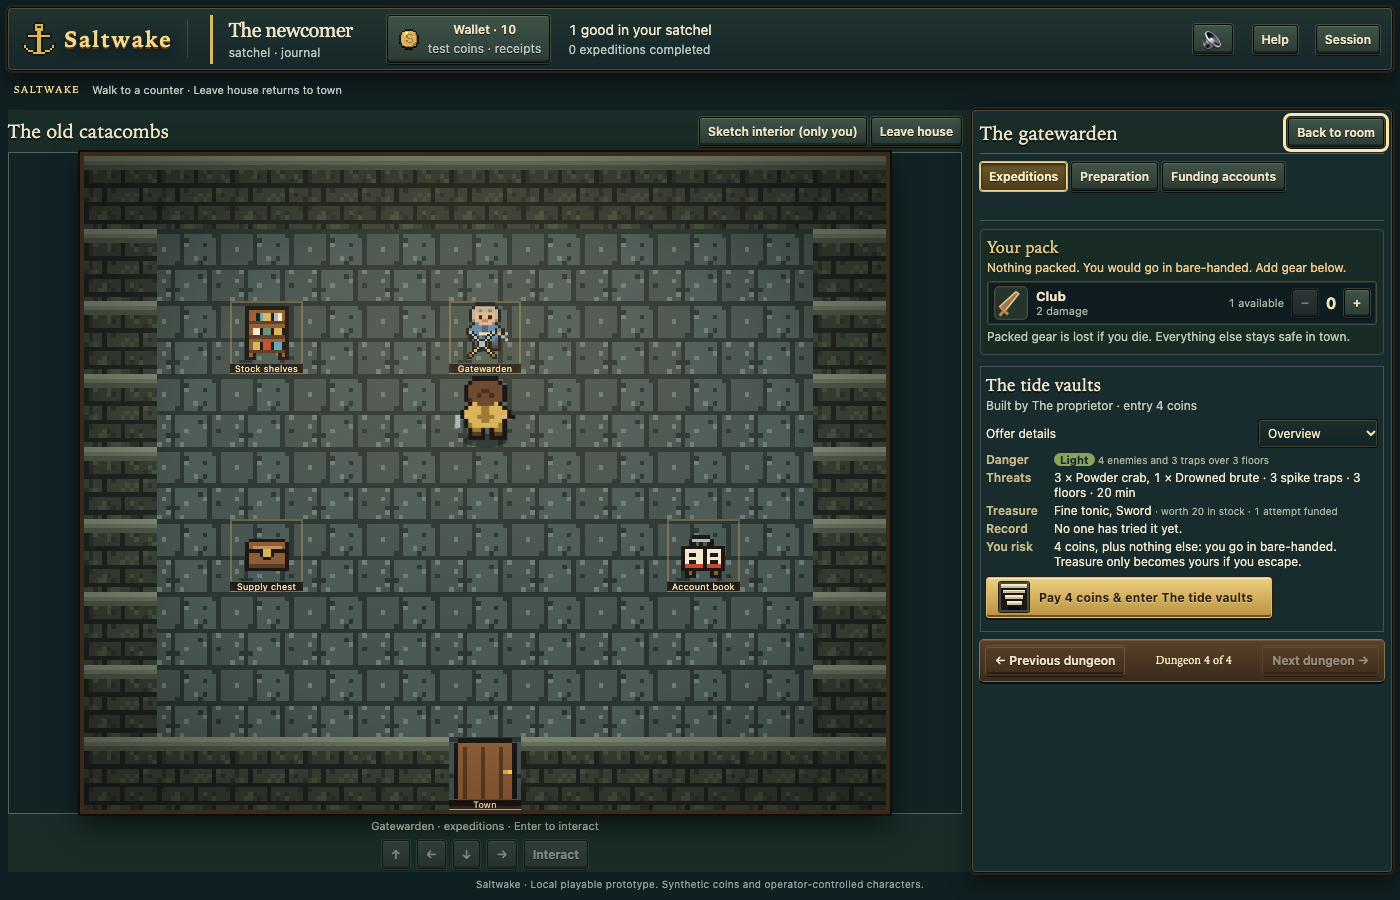 Saltwake
The newcomer
satchel · journal
Wallet · 10
test coins · receipts
1 good in your satchel
0 expeditions completed
Help
Session
SALTWAKE
Walk to a counter · Leave house returns to town
The old catacombs
Sketch interior (only you)
Leave house
Stock shelves
Gatewarden
Supply chest
Account book
Town
Gatewarden · expeditions · Enter to interact
↑
←
↓
→
Interact
The gatewarden
Back to room
Expeditions
Preparation
Funding accounts
Your pack
Nothing packed. You would go in bare-handed. Add gear below.
Club
2 damage
1 available
−
0
+
Packed gear is lost if you die. Everything else stays safe in town.
The tide vaults
Built by The proprietor · entry 4 coins
Offer details
Overview
Danger
Light
4 enemies and 3 traps over 3 floors
Threats
3 × Powder crab, 1 × Drowned brute · 3 spike traps · 3
floors · 20 min
Treasure
Fine tonic, Sword · worth 20 in stock · 1 attempt funded
Record
No one has tried it yet.
You risk
4 coins, plus nothing else: you go in bare-handed.
Treasure only becomes yours if you escape.
Pay 4 coins & enter The tide vaults
← Previous dungeon
Dungeon 4 of 4
Next dungeon →
Saltwake · Local playable prototype. Synthetic coins and operator-controlled characters.